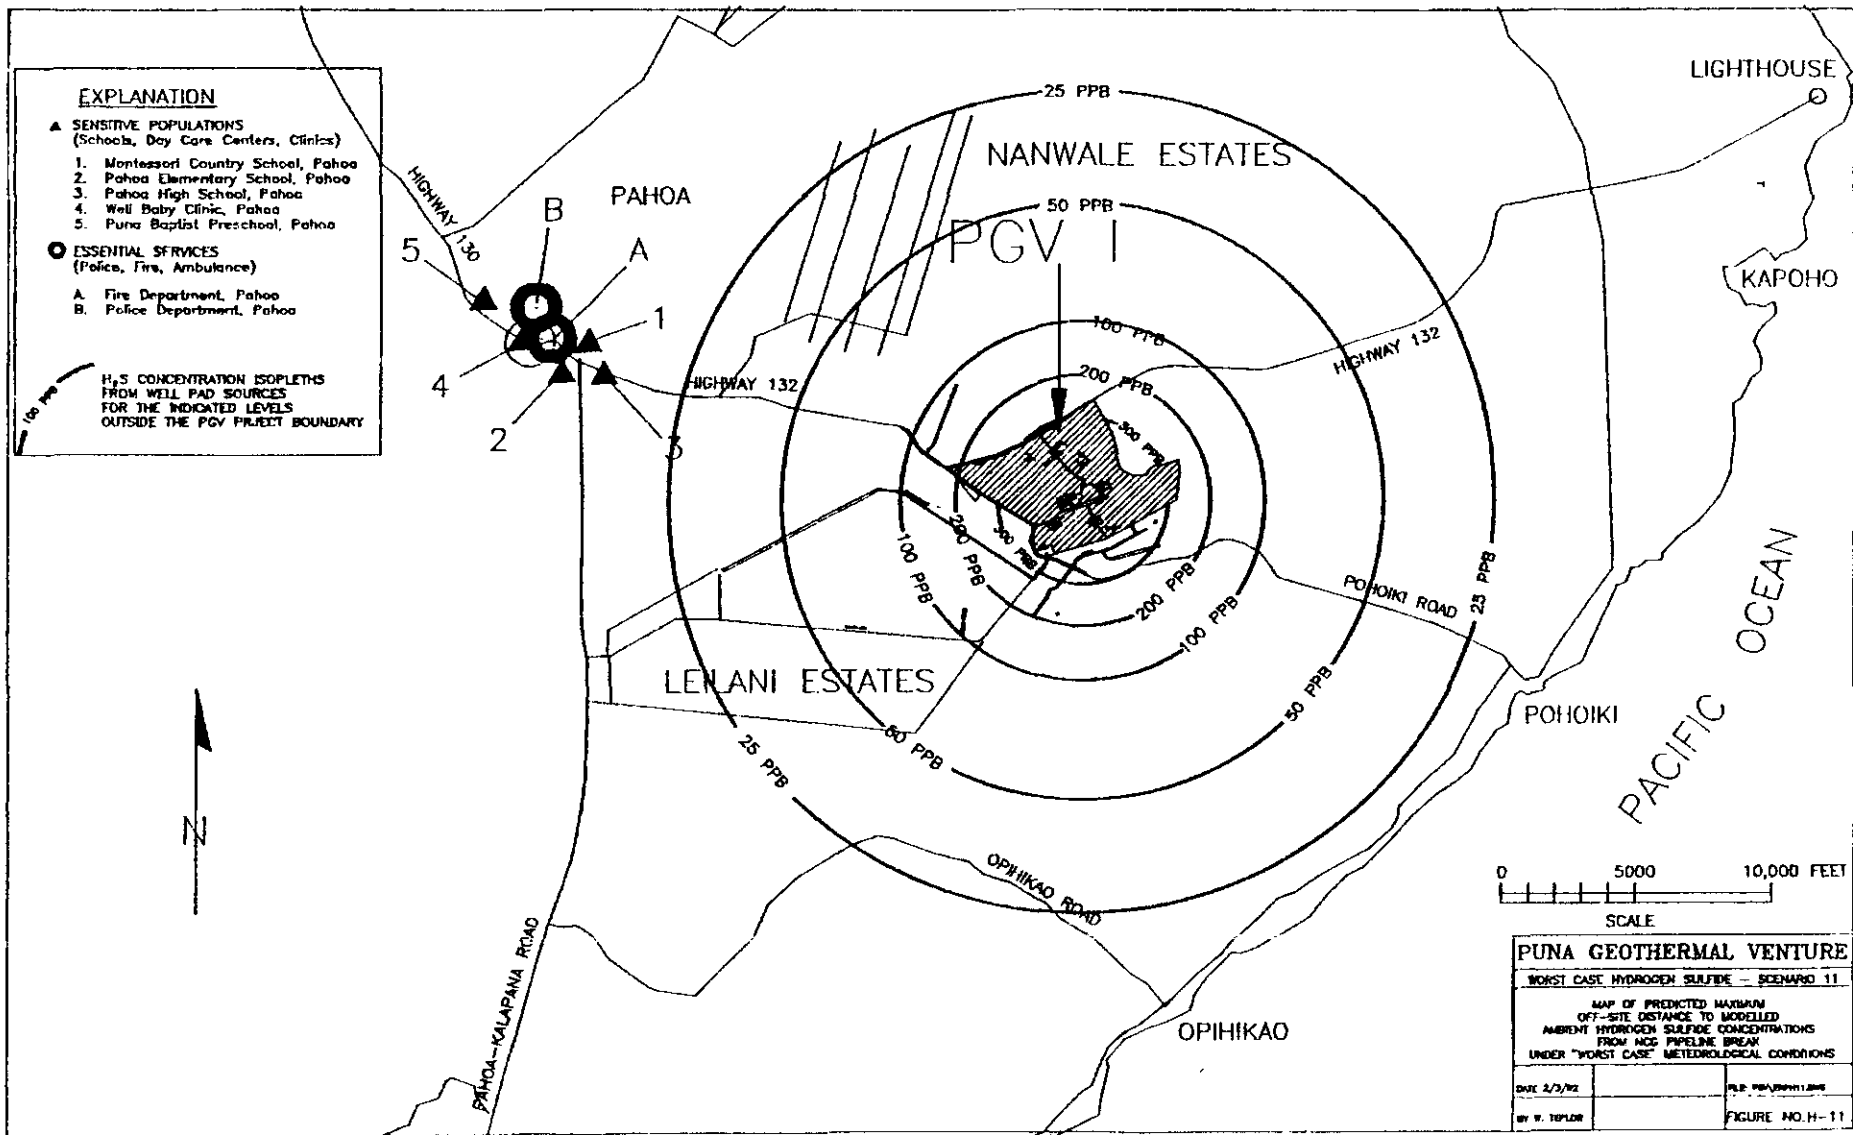 EXPLANATION
SENSITIVE POPULATIONS
(Schools, Day Care Centers, Clinics)
1. Montessori Country School, Pahoa
2. Pahoa Elementary School, Pahoa
3. Pahoa High School, Pahoa
4. Well Baby Clinic, Pahoa
5. Puna Baptist Preschool, Pahoa
ESSENTIAL SERVICES
(Police, Fire, Ambulance)
A. Fire Department, Pahoa
B. Police Department, Pahoa
100 PPB
H₂S CONCENTRATION ISOPLETHS
FROM WELL PAD SOURCES
FOR THE INDICATED LEVELS
OUTSIDE THE PGV PRJECT BOUNDARY
HIGHWAY 130
PAHOA
B
A
5
1
4
2
3
25 PPB
NANWALE ESTATES
50 PPB
PGV I
100 PPB
200 PPB
300 PPB
HIGHWAY 132
HIGHWAY 132
LIGHTHOUSE
KAPOHO
300 PPB
200 PPB
100 PPB
200 PPB
100 PPB
POHOIKI ROAD
25 PPB
50 PPB
LEILANI ESTATES
50 PPB
25 PPB
POHOIKI
PACIFIC OCEAN
N
OPIHIKAO ROAD
OPIHIKAO
PAHOA-KALAPANA ROAD
0 5000 10,000 FEET
SCALE
PUNA GEOTHERMAL VENTURE
WORST CASE HYDROGEN SULFIDE - SCENARIO 11
MAP OF PREDICTED MAXIMUM
OFF-SITE DISTANCE TO MODELLED
AMBIENT HYDROGEN SULFIDE CONCENTRATIONS
FROM NCG PIPELINE BREAK
UNDER "WORST CASE" METEOROLOGICAL CONDITIONS
DATE 2/3/92
FILE
BY W. TEPLOW
FIGURE NO. H-11